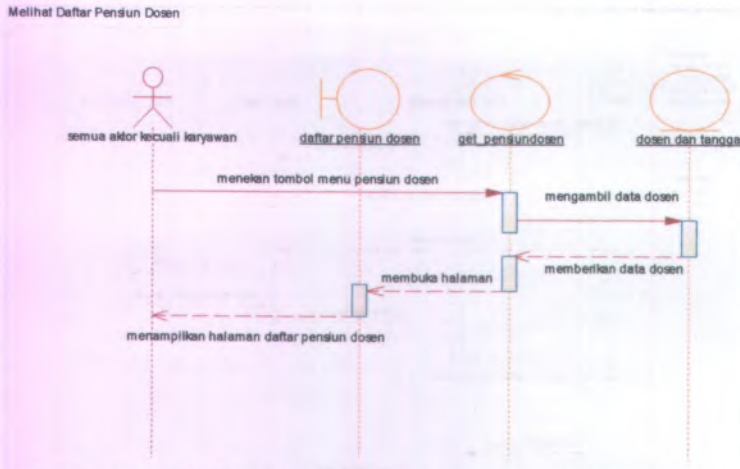 Melihat Daftar Pensiun Dosen
semua aktor kecuali karyawan
daftar pensiun dosen
get_pensiundosen
dosen dan tangga
menekan tombol menu pensiun dosen
mengambil data dosen
memberikan data dosen
membuka halaman
menampilkan halaman daftar pensiun dosen